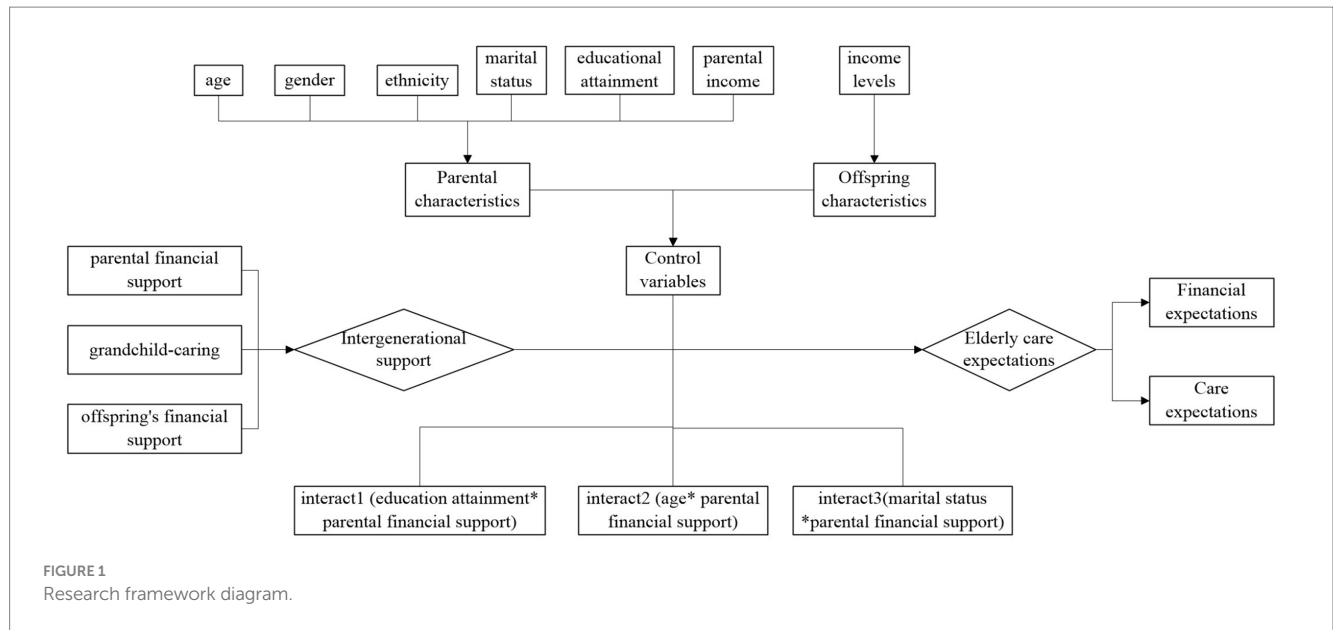 age
gender
ethnicity
marital
status
educational
attainment
parental
income
income
levels
Parental
characteristics
Offspring
characteristics
parental financial
support
Control
variables
Financial
expectations
grandchild-caring
Intergenerational
support
Elderly care
expectations
offspring's financial
support
Care
expectations
interact1 (education attainment*
parental financial support)
interact2 (age* parental
financial support)
interact3(marital status
*parental financial support)
FIGURE 1
Research framework diagram.